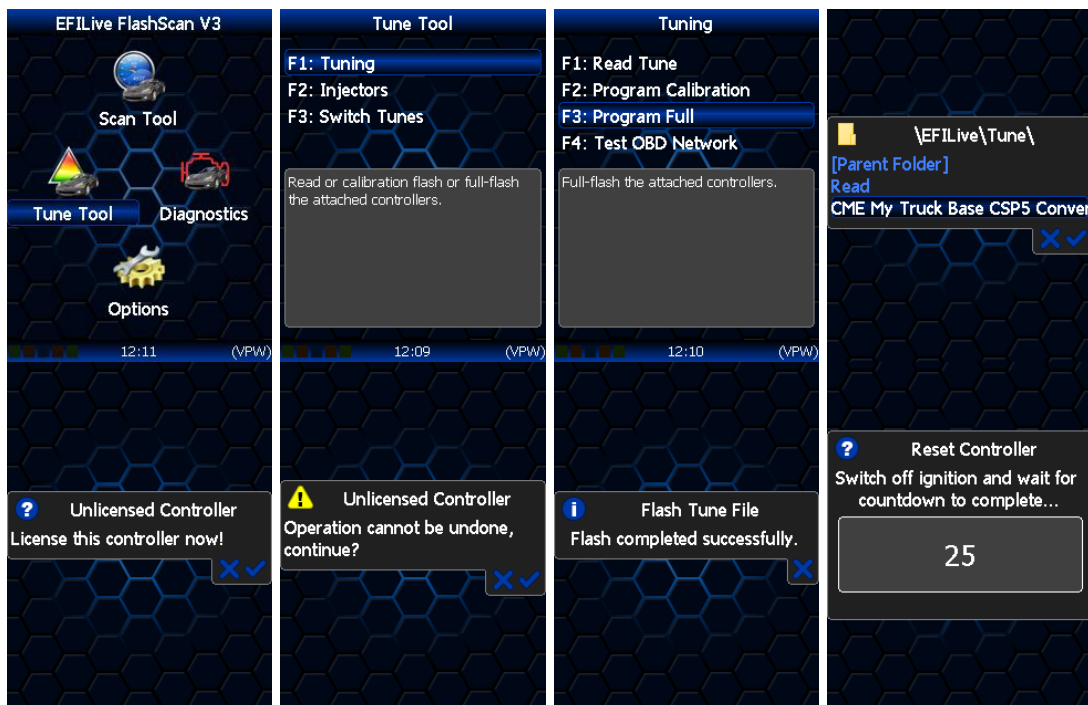 EFILive FlashScan V3
Scan Tool
Tune Tool
Diagnostics
Options
12:11 (VPW)
Tune Tool
F1: Tuning
F2: Injectors
F3: Switch Tunes
Read or calibration flash or full-flash
the attached controllers.
12:09 (VPW)
Tuning
F1: Read Tune
F2: Program Calibration
F3: Program Full
F4: Test OBD Network
Full-flash the attached controllers.
12:10 (VPW)
\EFILive\Tune\
[Parent Folder]
Read
CME My Truck Base CSP5 Conver
Unlicensed Controller
License this controller now!
Unlicensed Controller
Operation cannot be undone,
continue?
Flash Tune File
Flash completed successfully.
Reset Controller
Switch off ignition and wait for
countdown to complete...
25